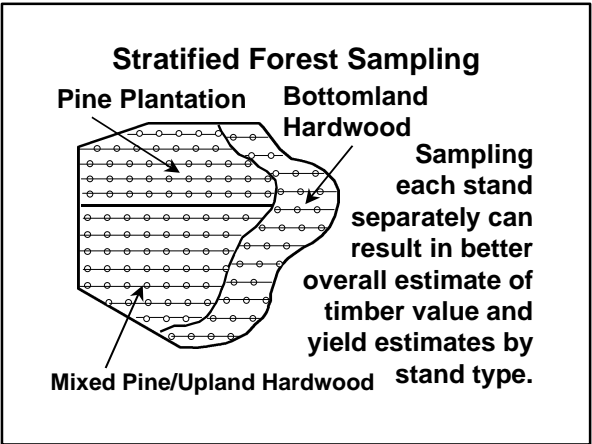 Stratified Forest Sampling
Pine Plantation
Bottomland
Hardwood
Sampling
each stand
separately can
result in better
overall estimate of
timber value and
yield estimates by
stand type.
Mixed Pine/Upland Hardwood